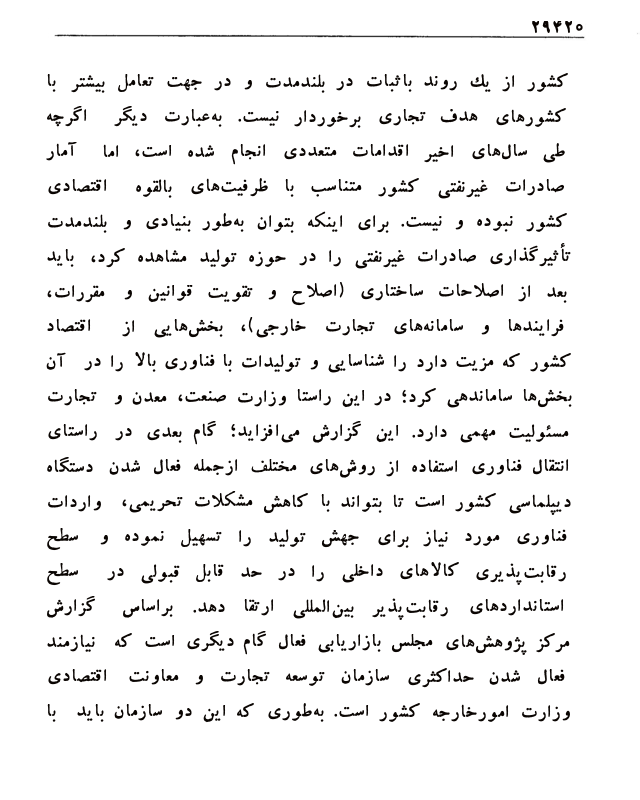 ۲۹۴۲۰
کشور از یك روند باثبات در بلندمدت و در جهت تعامل بیشتر با
کشورهای هدف تجاری برخوردار نیست. به‌عبارت دیگر اگرچه
طی سال‌های اخیر اقدامات متعددی انجام شده است، اما آمار
صادرات غیرنفتی کشور متناسب با ظرفیت‌های بالقوه اقتصادی
کشور نبوده و نیست. برای اینکه بتوان به‌طور بنیادی و بلندمدت
تأثیرگذاری صادرات غیرنفتی را در حوزه تولید مشاهده کرد، باید
بعد از اصلاحات ساختاری (اصلاح و تقویت قوانین و مقررات،
فرایندها و سامانه‌های تجارت خارجی)، بخش‌هایی از اقتصاد
کشور که مزیت دارد را شناسایی و تولیدات با فناوری بالا را در آن
بخش‌ها ساماندهی کرد؛ در این راستا وزارت صنعت، معدن و تجارت
مسئولیت مهمی دارد. این گزارش می‌افزاید؛ گام بعدی در راستای
انتقال فناوری استفاده از روش‌های مختلف ازجمله فعال شدن دستگاه
دیپلماسی کشور است تا بتواند با کاهش مشکلات تحریمی، واردات
فناوری مورد نیاز برای جهش تولید را تسهیل نموده و سطح
رقابت‌پذیری کالاهای داخلی را در حد قابل قبولی در سطح
استانداردهای رقابت‌پذیر بین‌المللی ارتقا دهد. براساس گزارش
مرکز پژوهش‌های مجلس بازاریابی فعال گام دیگری است که نیازمند
فعال شدن حداکثری سازمان توسعه تجارت و معاونت اقتصادی
وزارت امورخارجه کشور است. به‌طوری که این دو سازمان باید با